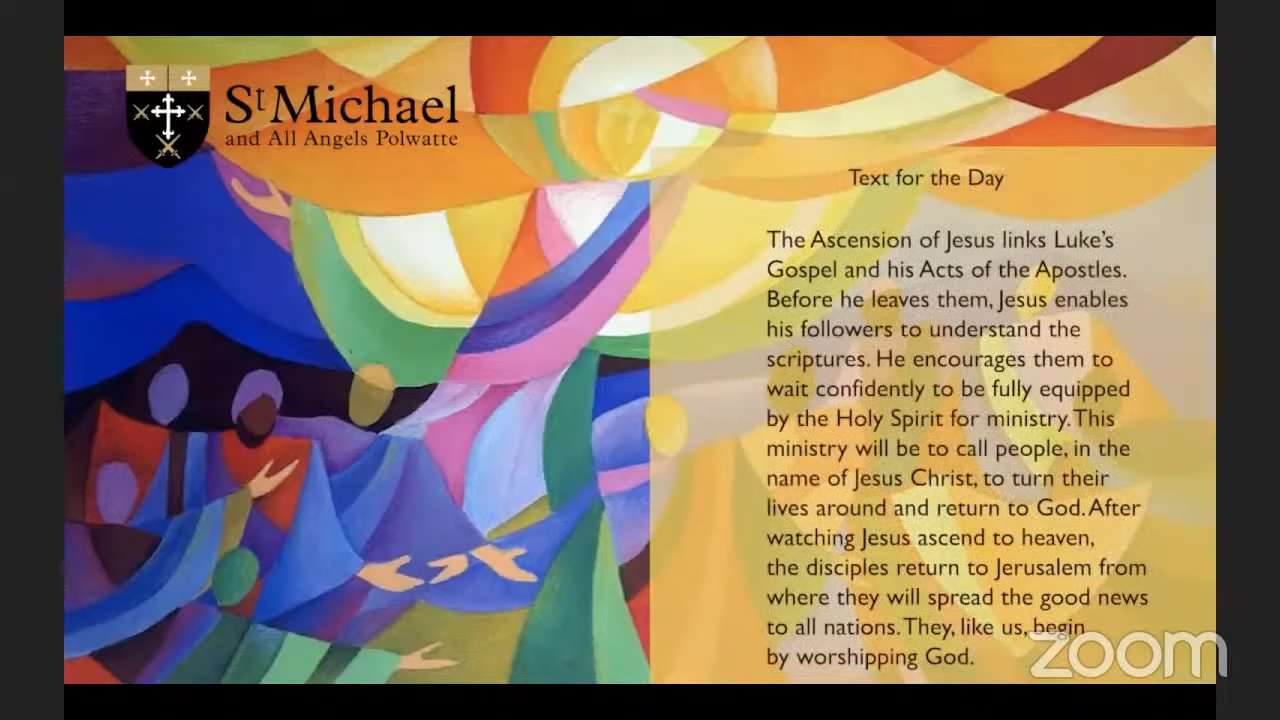 St Michael
and All Angels Polwatte
Text for the Day
The Ascension of Jesus links Luke's
Gospel and his Acts of the Apostles.
Before he leaves them, Jesus enables
his followers to understand the
scriptures. He encourages them to
wait confidently to be fully equipped
by the Holy Spirit for ministry. This
ministry will be to call people, in the
name of Jesus Christ, to turn their
lives around and return to God. After
watching Jesus ascend to heaven,
the disciples return to Jerusalem from
where they will spread the good news
to all nations. They, like us, begin
by worshipping God.
zoom